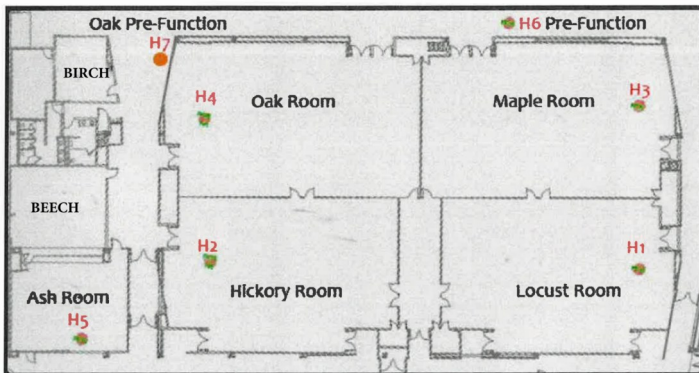 Oak Pre-Function
H6 Pre-Function
H7
BIRCH
H4
Oak Room
Maple Room
H3
BEECH
H2
Hickory Room
H1
Locust Room
Ash Room
H5